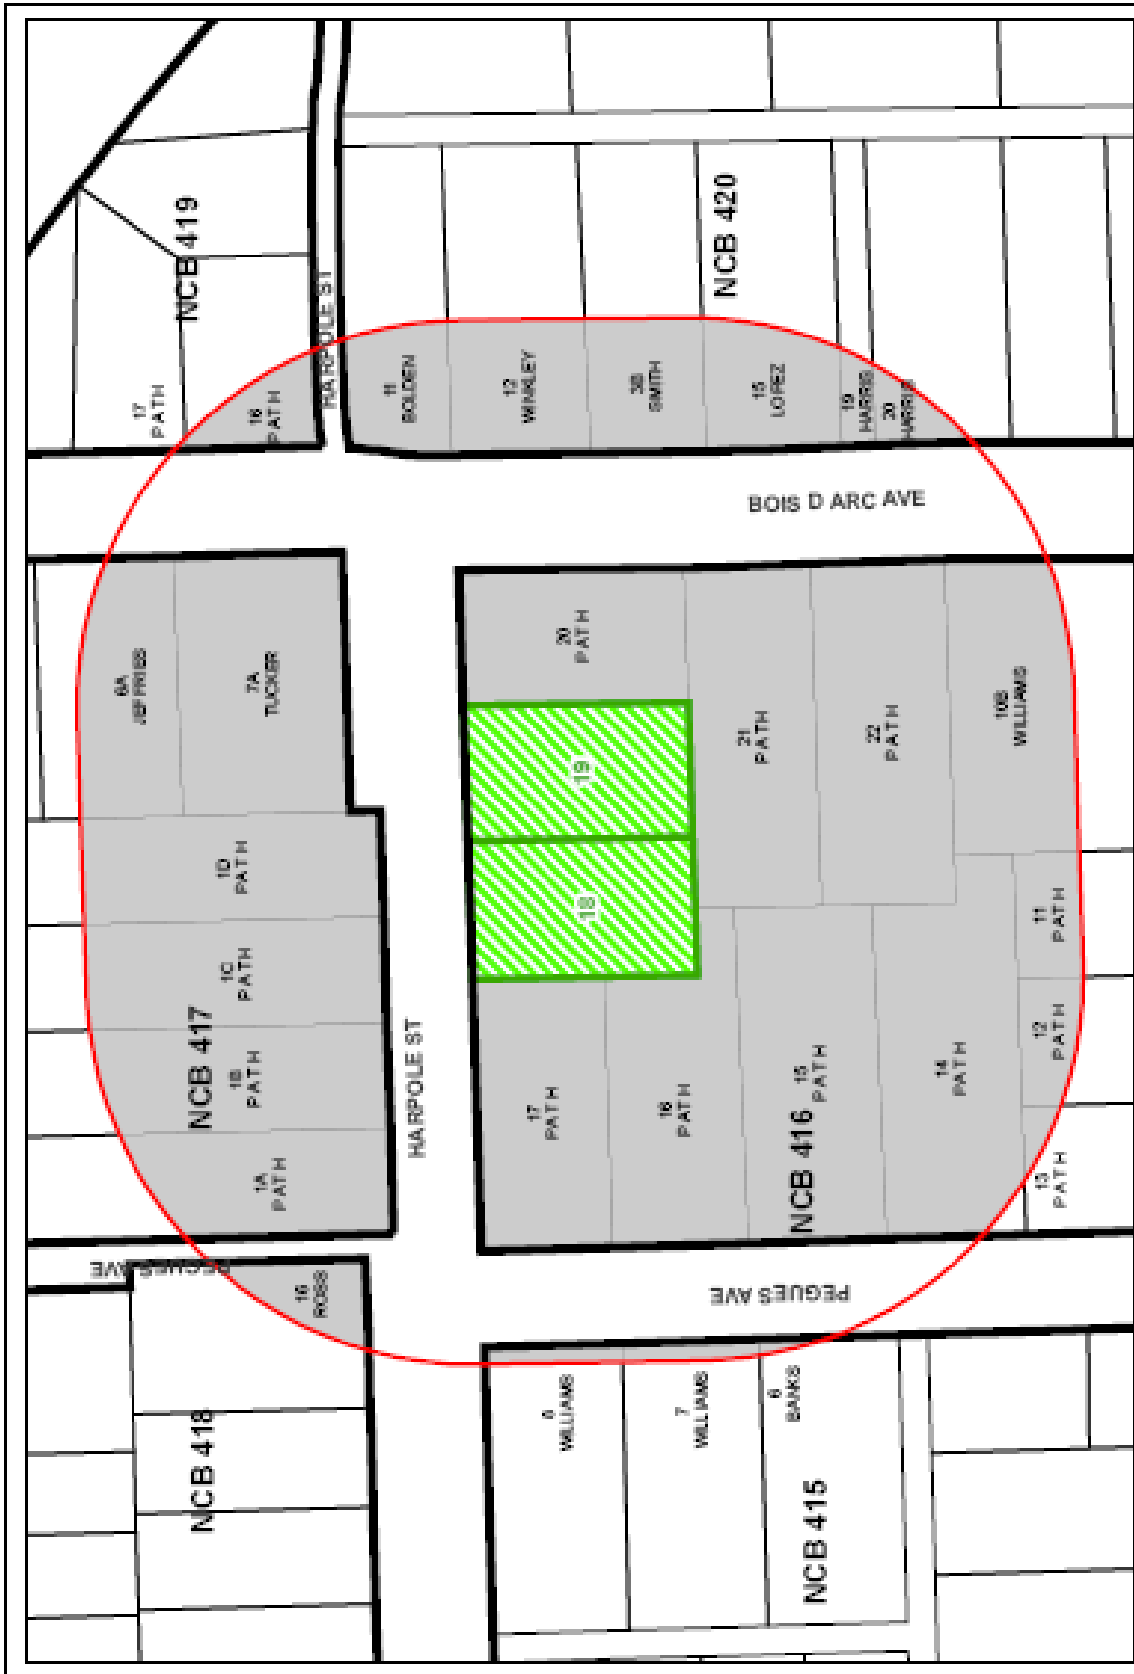 NCB 419
17
PATH
16
PATH
HARPOLE ST
NCB 420
11
BOLDEN
12
WINKLEY
3B
SMITH
15
LOPEZ
19
HARRIS
20
HARRIS
BOIS D ARC AVE
6A
JEFFRIES
7A
TUCKER
1D
PATH
1C
PATH
NCB 417
1B
PATH
1A
PATH
HARPOLE ST
20
PATH
19
18
21
PATH
22
PATH
10B
WILLIAMS
17
PATH
16
PATH
15
PATH
14
PATH
11
PATH
12
PATH
13
PATH
NCB 416
PEGUES AVE
PEGUES AVE
16
ROSS
NCB 418
8
WILLIAMS
7
WILLIAMS
6
BANKS
NCB 415